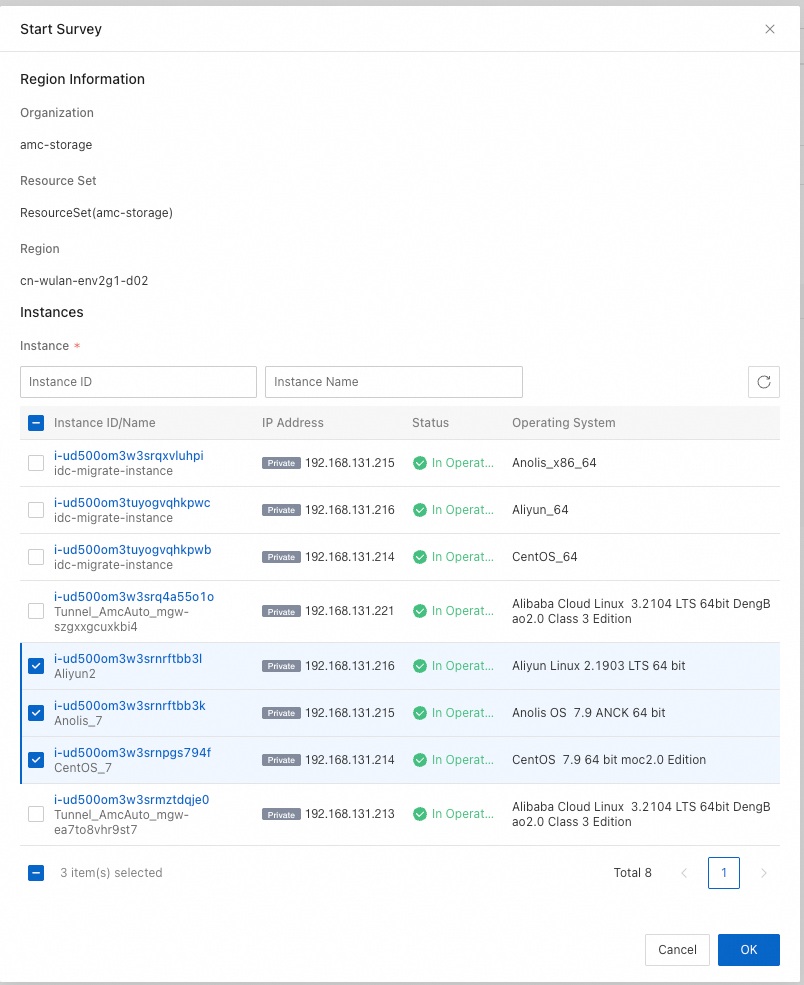 Start Survey
Region Information
Organization
amc-storage
Resource Set
ResourceSet(amc-storage)
Region
cn-wulan-env2g1-d02
Instances
Instance *
Instance ID Instance Name
Instance ID/Name IP Address Status Operating System
i-ud500om3w3srqxvluhpi
idc-migrate-instance
Private 192.168.131.215 In Operat... Anolis_x86_64
i-ud500om3tuyogvqhkpwc
idc-migrate-instance
Private 192.168.131.216 In Operat... Aliyun_64
i-ud500om3tuyogvqhkpwb
idc-migrate-instance
Private 192.168.131.214 In Operat... CentOS_64
i-ud500om3w3srq4a55o1o
Tunnel_AmcAuto_mgw-
szgxxgcuxkbi4
Private 192.168.131.221 In Operat... Alibaba Cloud Linux 3.2104 LTS 64bit DengB
ao2.0 Class 3 Edition
i-ud500om3w3srnrftbb3l
Aliyun2
Private 192.168.131.216 In Operat... Aliyun Linux 2.1903 LTS 64 bit
i-ud500om3w3srnrftbb3k
Anolis_7
Private 192.168.131.215 In Operat... Anolis OS 7.9 ANCK 64 bit
i-ud500om3w3srnpgs794f
CentOS_7
Private 192.168.131.214 In Operat... CentOS 7.9 64 bit moc2.0 Edition
i-ud500om3w3srmztdqje0
Tunnel_AmcAuto_mgw-
ea7to8vhr9st7
Private 192.168.131.213 In Operat... Alibaba Cloud Linux 3.2104 LTS 64bit DengB
ao2.0 Class 3 Edition
3 item(s) selected Total 8 1
Cancel OK